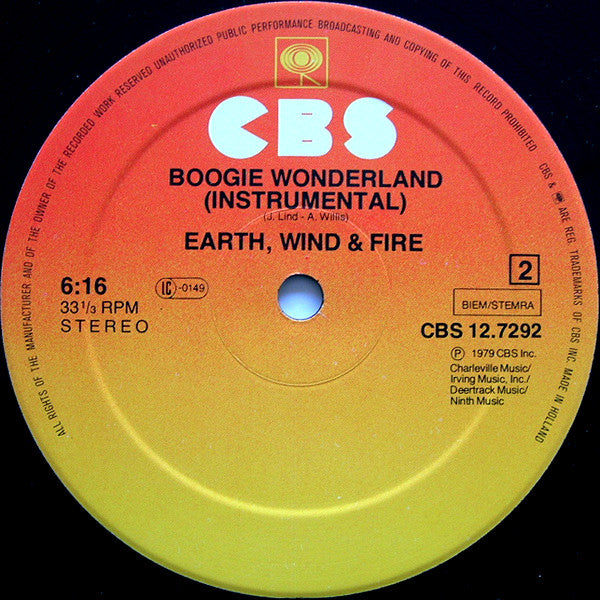 ALL RIGHTS OF THE MANUFACTURER AND OF THE OWNER OF THE RECORDED WORK RESERVED UNAUTHORIZED PUBLIC PERFORMANCE BROADCASTING AND COPYING OF THIS RECORD PROHIBITED CBS & ARE REG. TRADEMARKS OF CBS INC. MADE IN HOLLAND
CBS
BOOGIE WONDERLAND
(INSTRUMENTAL)
(J. Lind - A. Willis)
EARTH, WIND & FIRE
6:16
33 1/3 RPM
STEREO
IC -0149
2
BIEM/STEMRA
CBS 12.7292
Ⓟ 1979 CBS Inc.
Charleville Music/
Irving Music, Inc./
Deertrack Music/
Ninth Music